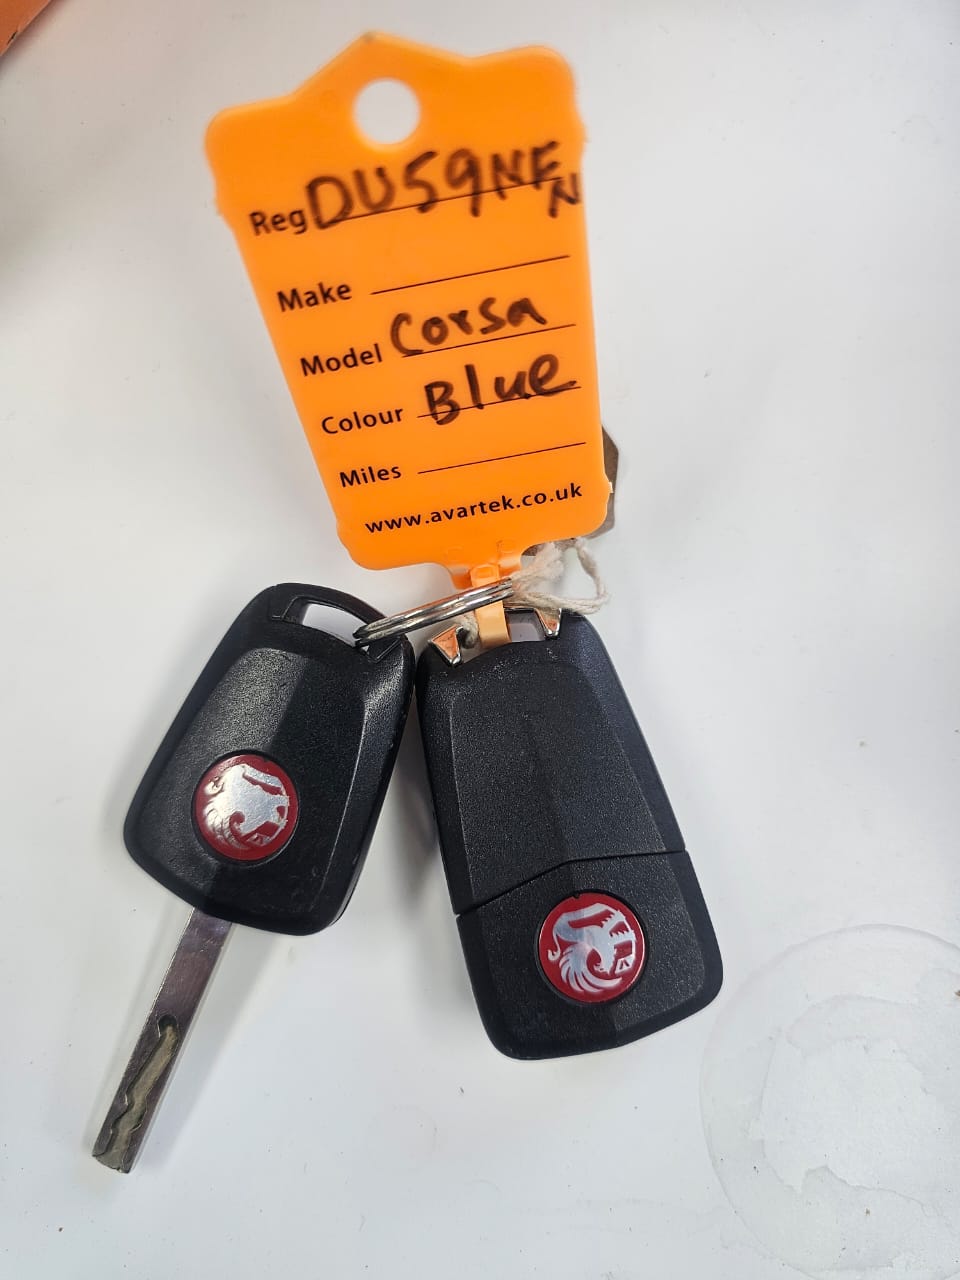 Reg DU59NFN
Make
Model Corsa
Colour Blue
Miles
www.avartek.co.uk